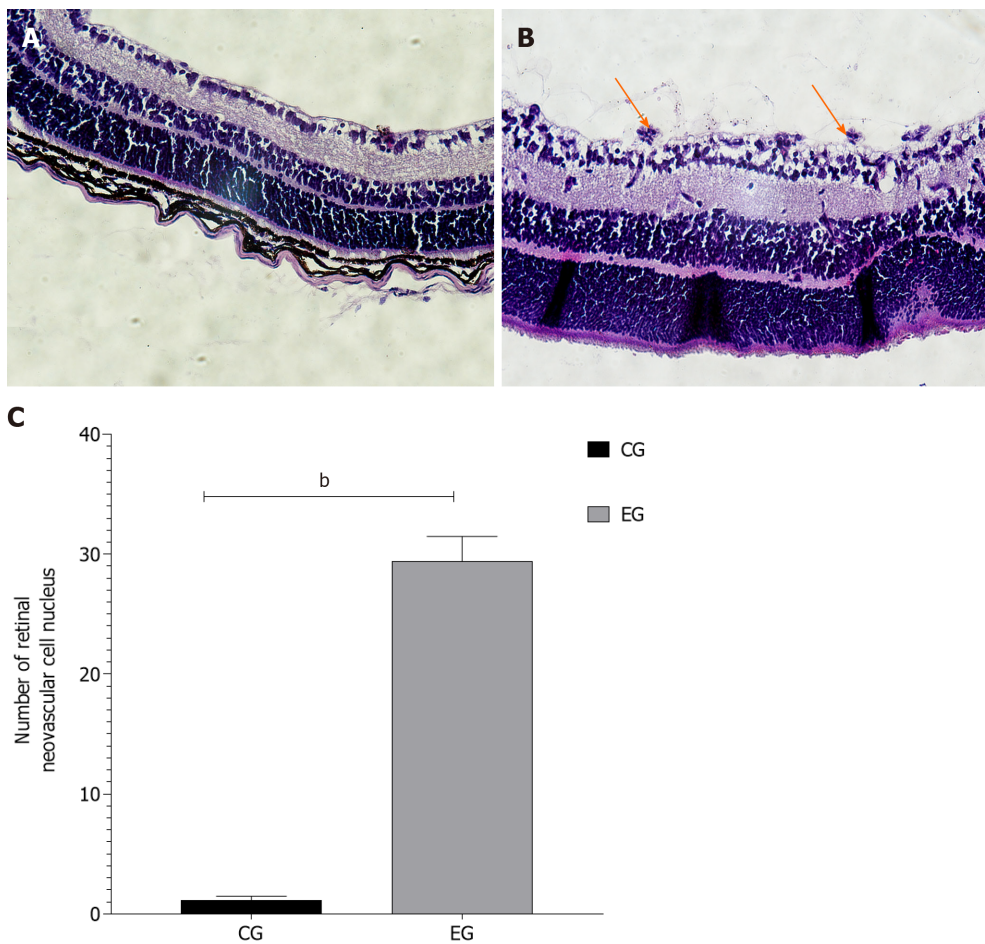 A
B
C
40
30
20
10
0
Number of retinal
neovascular cell nucleus
b
CG
EG
CG
EG